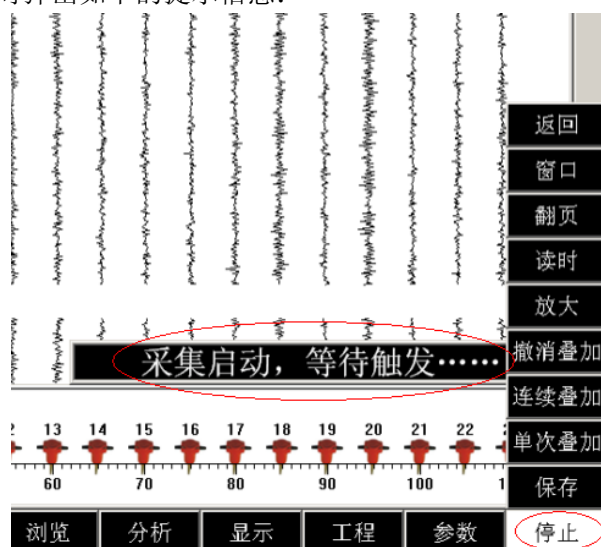 返回
窗口
翻页
读时
放大
撤消叠加
采集启动，等待触发……
连续叠加
13 14 15 16 17 18 19 20 21 22
单次叠加
60 70 80 90 100
保存
浏览 分析 显示 工程 参数 停止